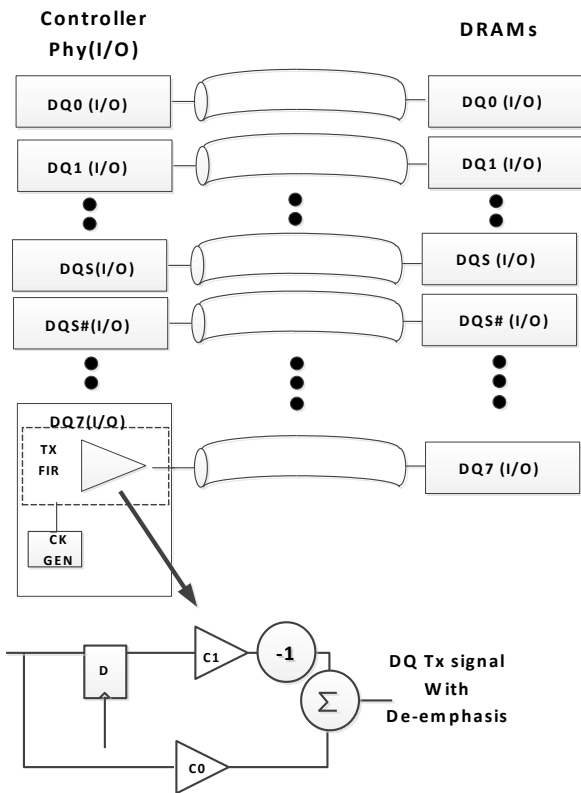 Controller
Phy(I/O)
DRAMs
DQ0 (I/O)
DQ0 (I/O)
DQ1 (I/O)
DQ1 (I/O)
DQS(I/O)
DQS (I/O)
DQS#(I/O)
DQS# (I/O)
DQ7(I/O)
TX
FIR
DQ7 (I/O)
CK
GEN
C1
-1
D
Σ
DQ Tx signal
With
De-emphasis
C0